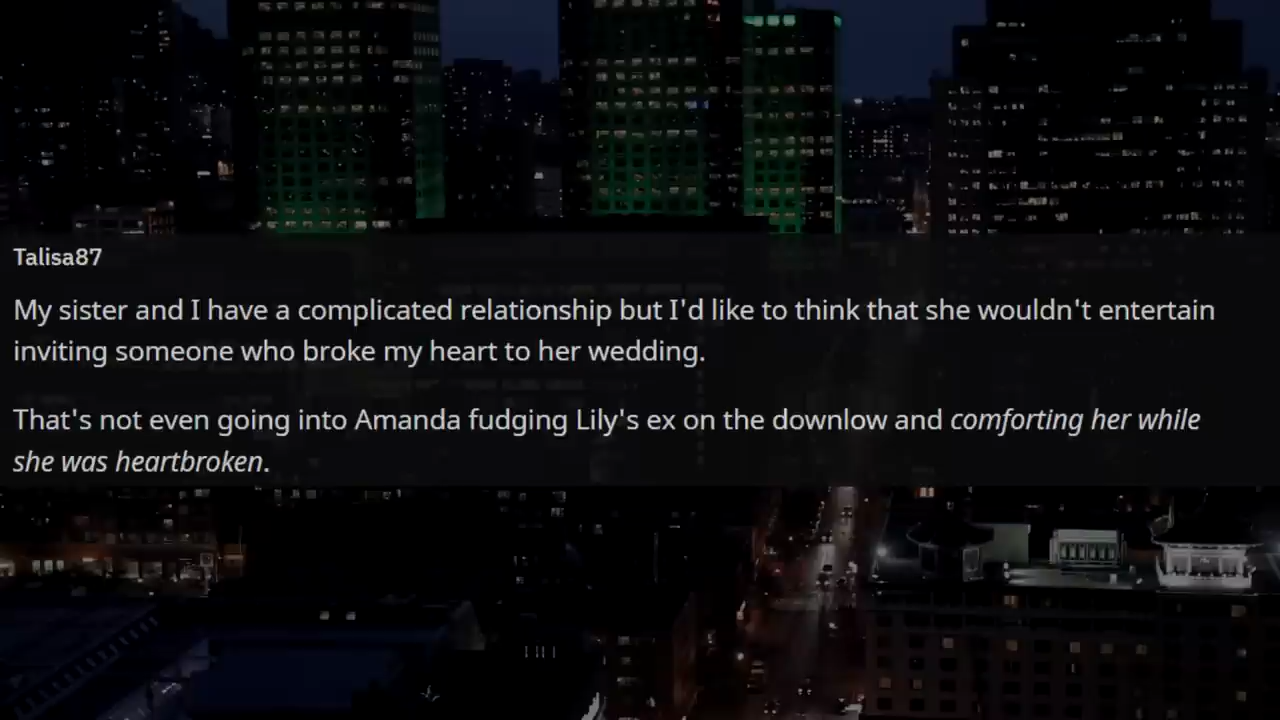 Talisa87
My sister and I have a complicated relationship but I'd like to think that she wouldn't entertain
inviting someone who broke my heart to her wedding.
That's not even going into Amanda fudging Lily's ex on the downlow and comforting her while
she was heartbroken.